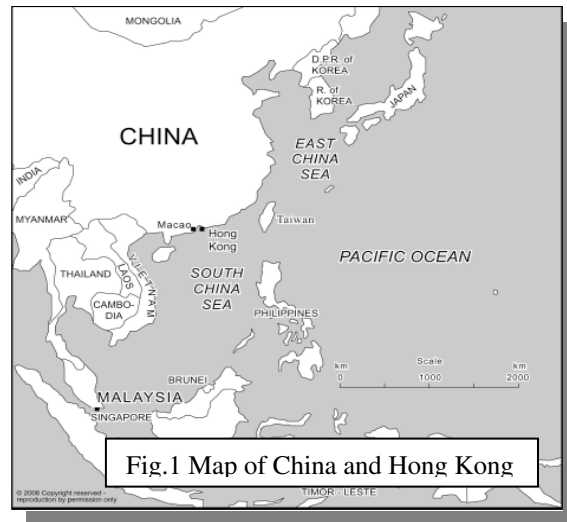 MONGOLIA
D.P.R. of
KOREA
R. of
KOREA
JAPAN
CHINA
EAST
CHINA
SEA
INDIA
MYANMAR
Macao
Hong
Kong
Taiwan
PACIFIC OCEAN
THAILAND
LAOS
VIETNAM
SOUTH
CHINA
SEA
CAMBO-
DIA
PHILIPPINES
km
Scale
km
0
1000
2000
BRUNEI
MALAYSIA
SINGAPORE
Fig.1 Map of China and Hong Kong
TIMOR - LESTE
© 2006 Copyright reserved -
reproduction by permission only